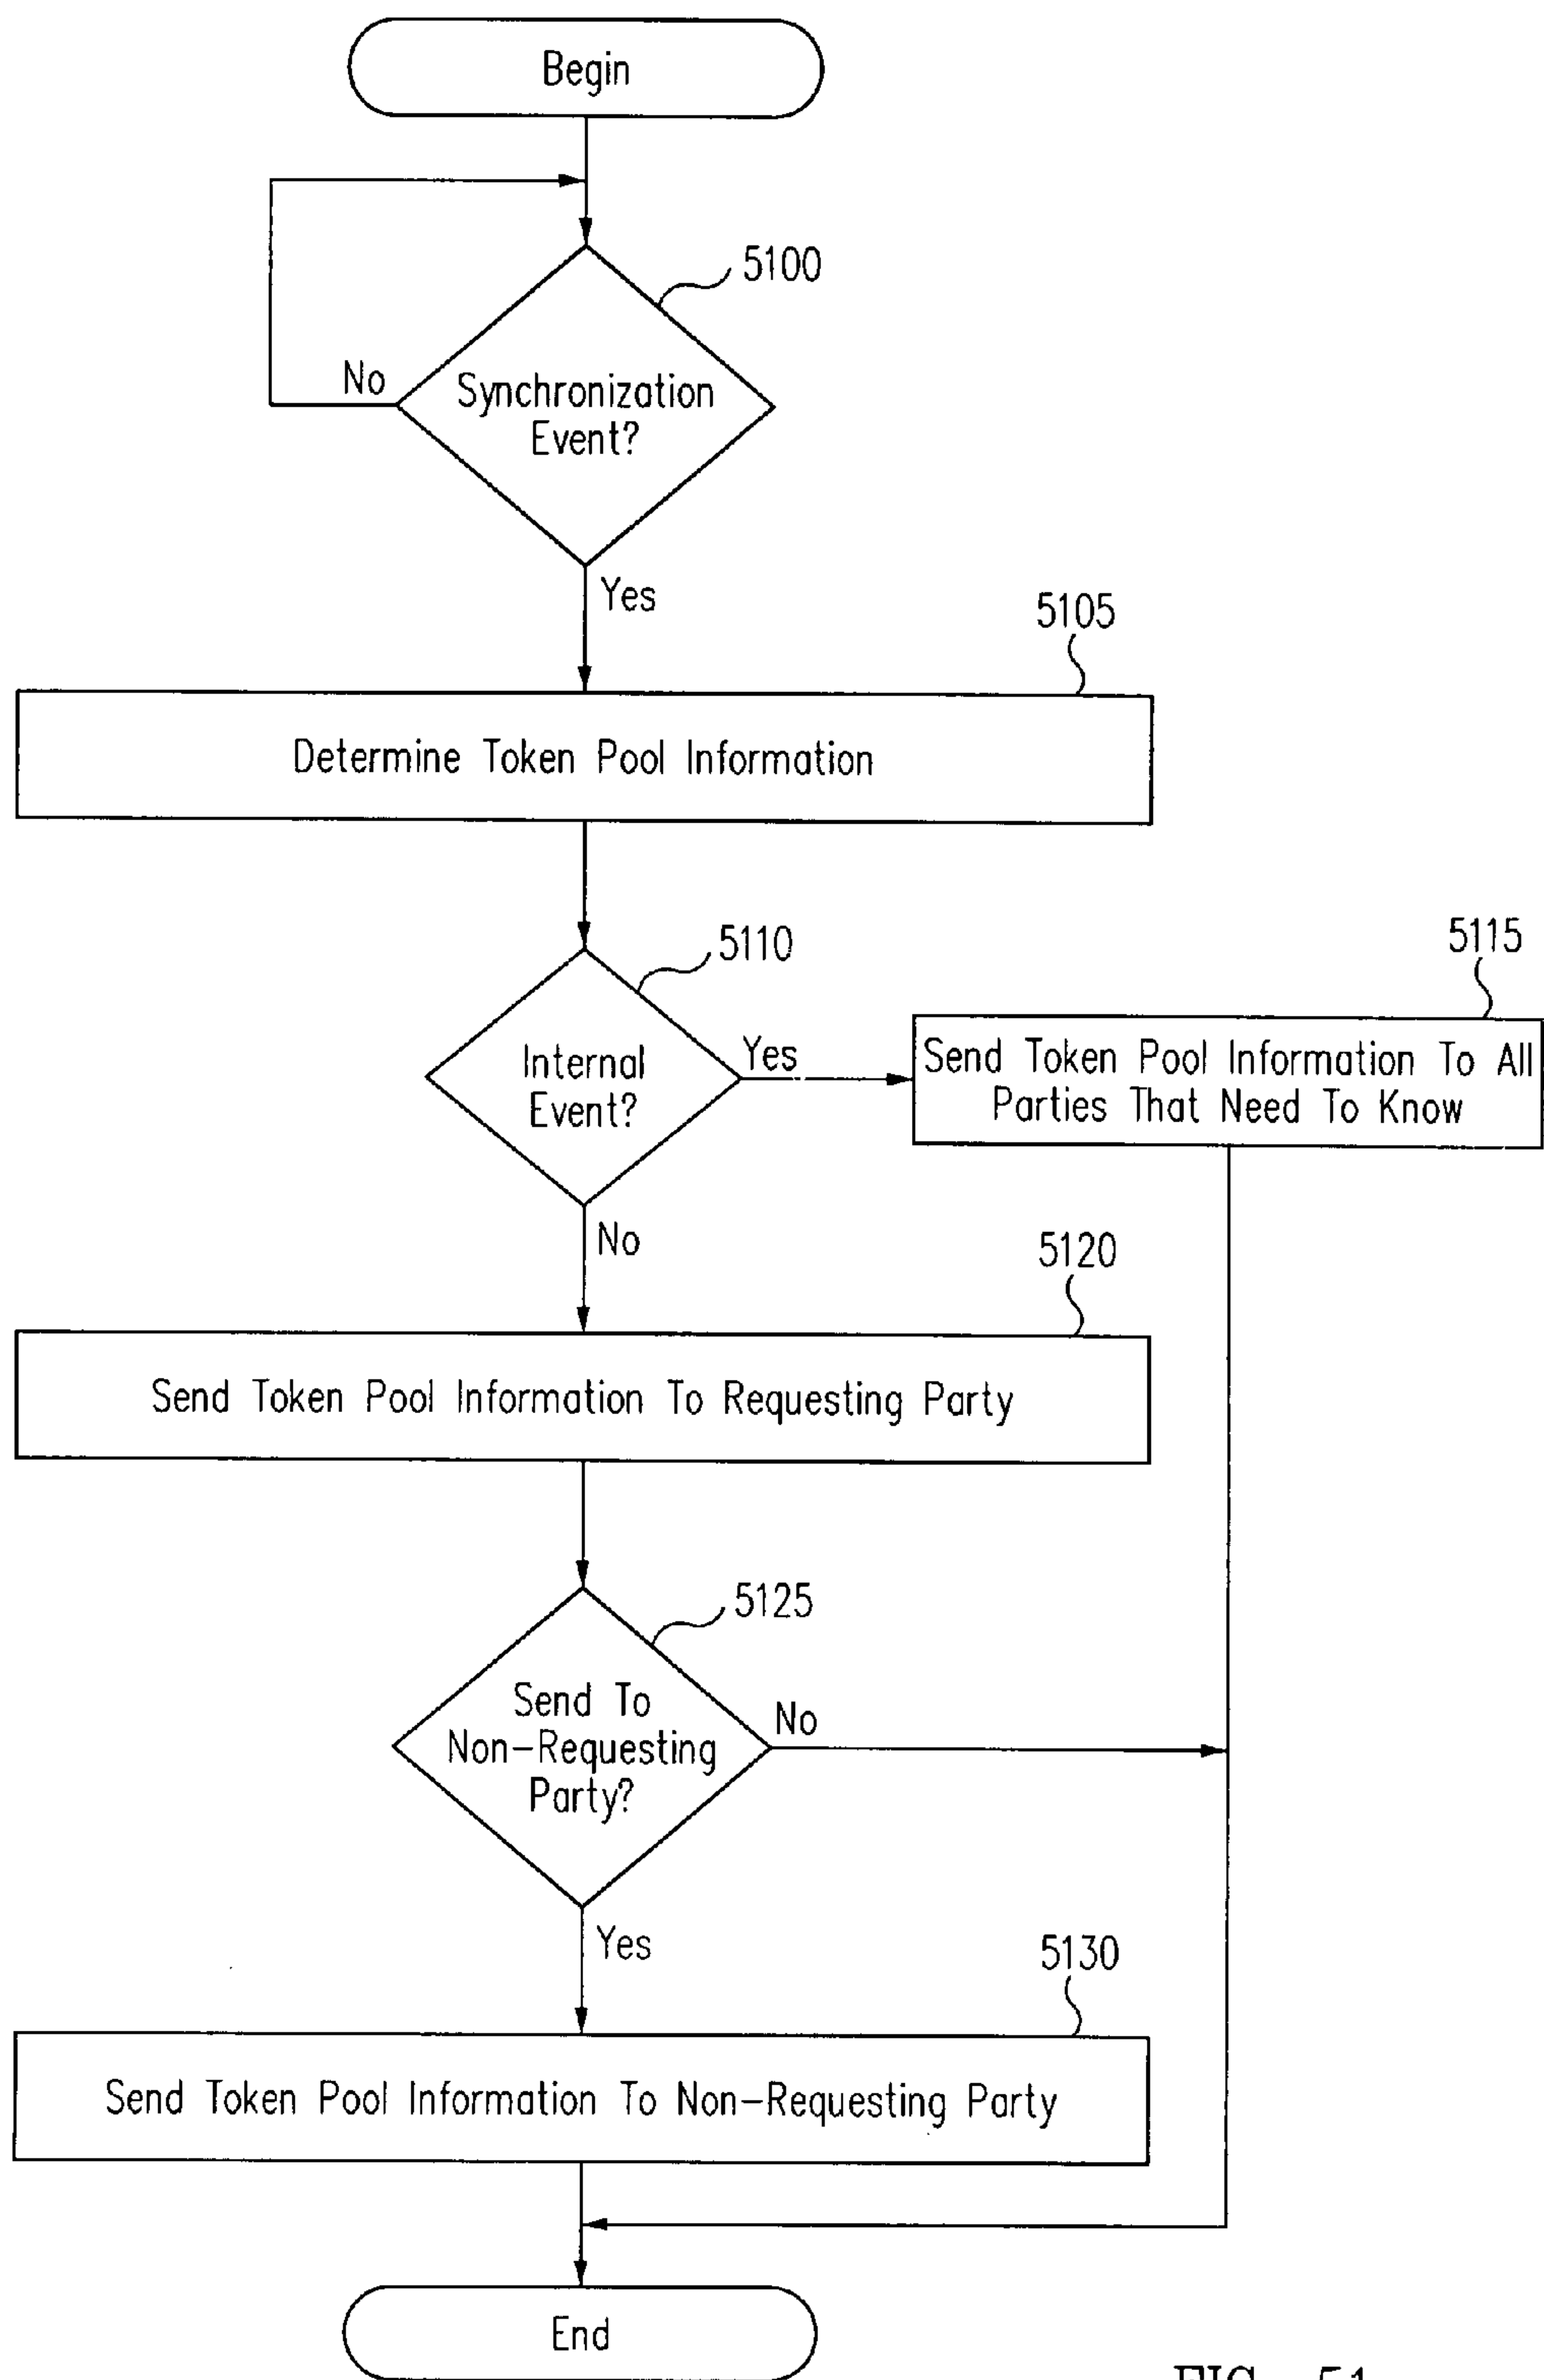 Begin
5100
No
Synchronization
Event?
Yes
5105
Determine Token Pool Information
5110
5115
Internal
Event?
Yes
Send Token Pool Information To All
Parties That Need To Know
No
5120
Send Token Pool Information To Requesting Party
5125
Send To
Non-Requesting
Party?
No
Yes
5130
Send Token Pool Information To Non-Requesting Party
End
FIG. 51